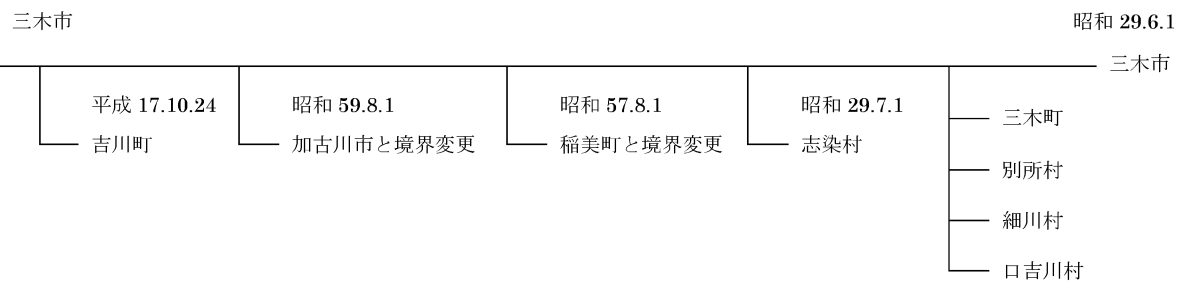 三木市
昭和 29.6.1
三木市
平成 17.10.24
吉川町
昭和 59.8.1
加古川市と境界変更
昭和 57.8.1
稲美町と境界変更
昭和 29.7.1
志染村
三木町
別所村
細川村
口吉川村